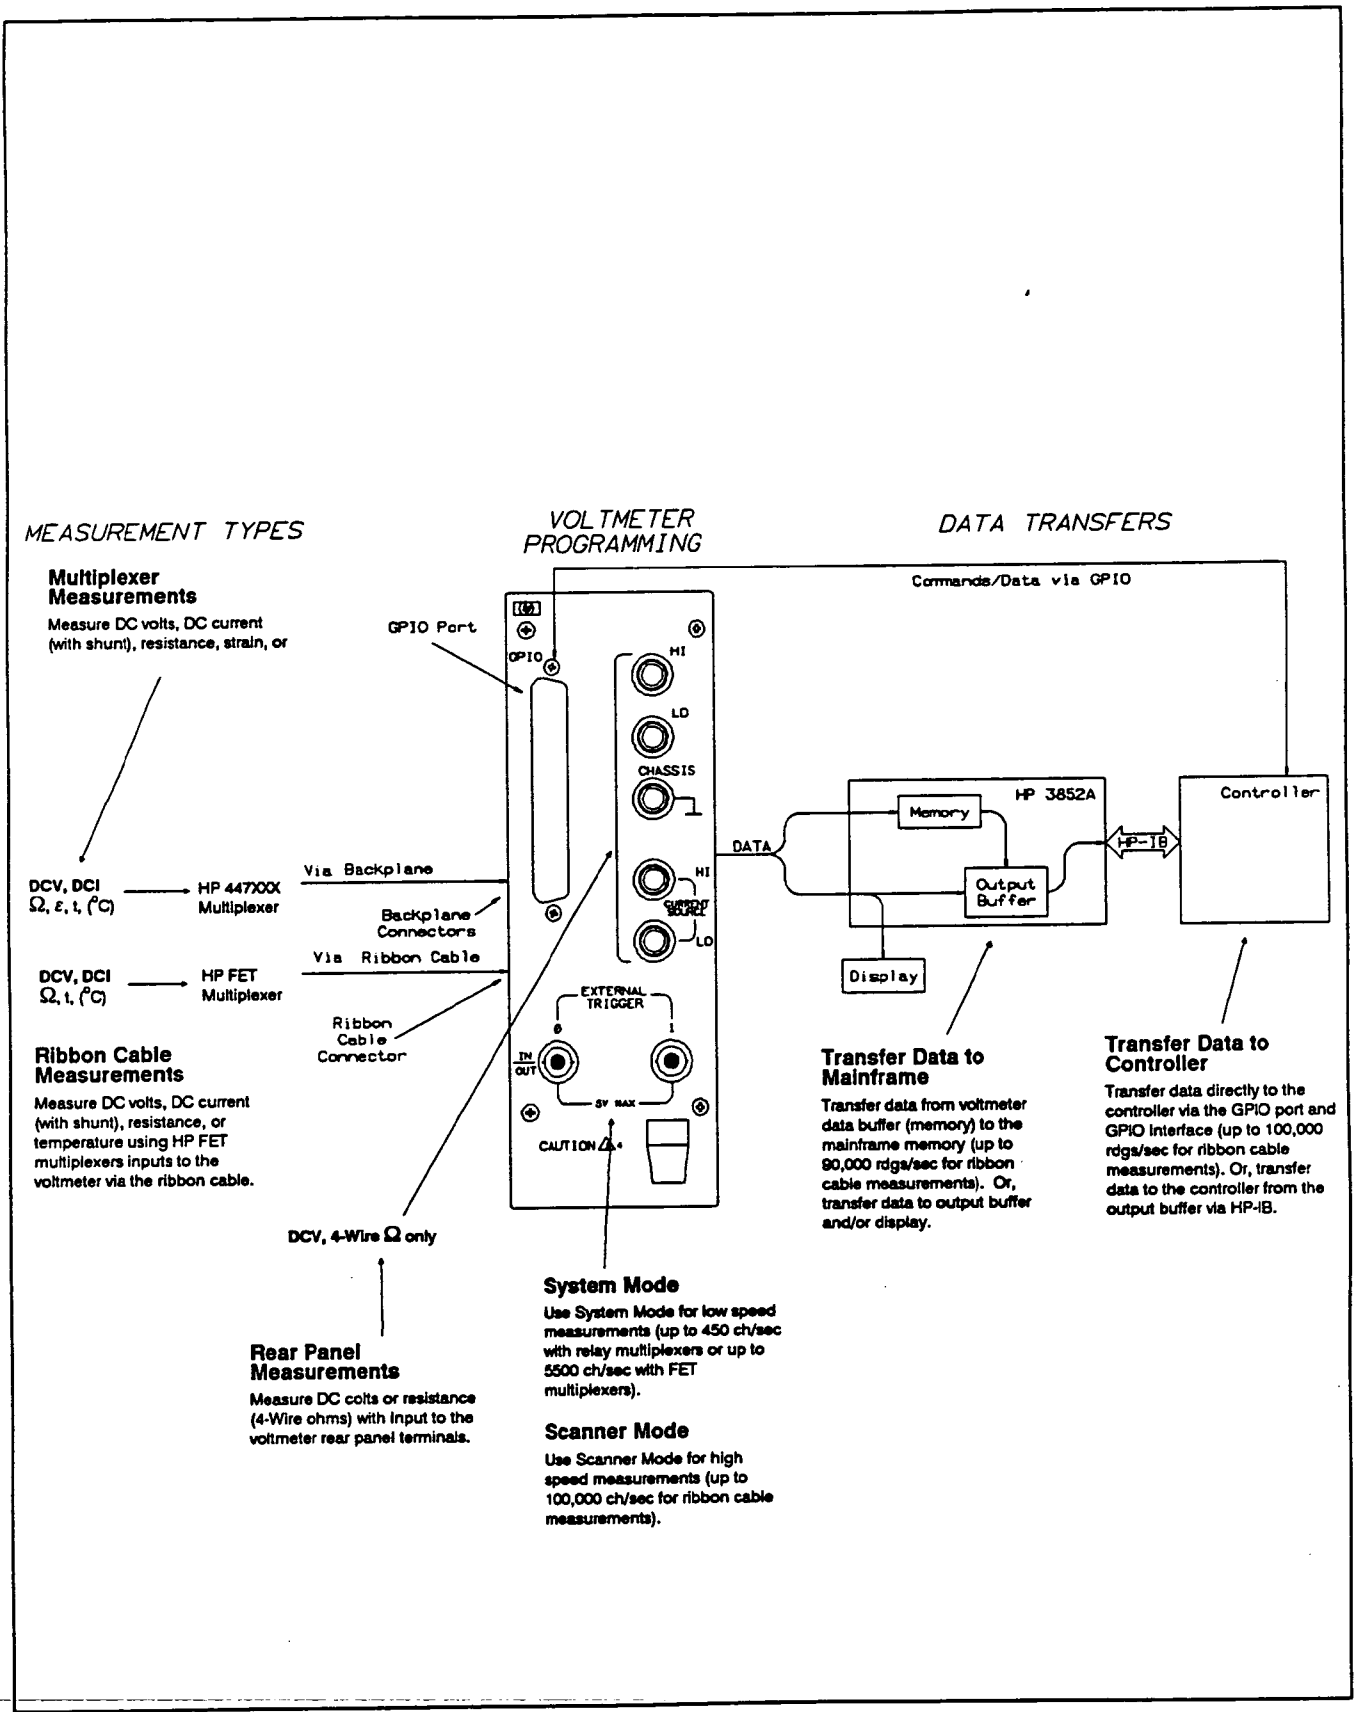 MEASUREMENT TYPES
Multiplexer
Measurements
Measure DC volts, DC current
(with shunt), resistance, strain, or
DCV, DCI
Ω, ε, t, (°C)
HP 447XXX
Multiplexer
Via Backplane
Backplane
Connectors
DCV, DCI
Ω, t, (°C)
HP FET
Multiplexer
Via Ribbon Cable
Ribbon
Cable
Connector
Ribbon Cable
Measurements
Measure DC volts, DC current
(with shunt), resistance, or
temperature using HP FET
multiplexers inputs to the
voltmeter via the ribbon cable.
DCV, 4-Wire Ω only
Rear Panel
Measurements
Measure DC colts or resistance
(4-Wire ohms) with Input to the
voltmeter rear panel terminals.
VOLTMETER
PROGRAMMING
GPIO Port
hp
GPIO
HI
LO
CHASSIS
HI
CURRENT
SOURCE
LO
EXTERNAL
TRIGGER
0
1
IN
OUT
5V MAX
CAUTION 4
System Mode
Use System Mode for low speed
measurements (up to 450 ch/sec
with relay multiplexers or up to
5500 ch/sec with FET
multiplexers).
Scanner Mode
Use Scanner Mode for high
speed measurements (up to
100,000 ch/sec for ribbon cable
measurements).
DATA TRANSFERS
Commands/Data via GPIO
DATA
HP 3852A
Memory
Output
Buffer
Display
HP-IB
Controller
Transfer Data to
Mainframe
Transfer data from voltmeter
data buffer (memory) to the
mainframe memory (up to
90,000 rdgs/sec for ribbon
cable measurements). Or,
transfer data to output buffer
and/or display.
Transfer Data to
Controller
Transfer data directly to the
controller via the GPIO port and
GPIO Interface (up to 100,000
rdgs/sec for ribbon cable
measurements). Or, transfer
data to the controller from the
output buffer via HP-IB.